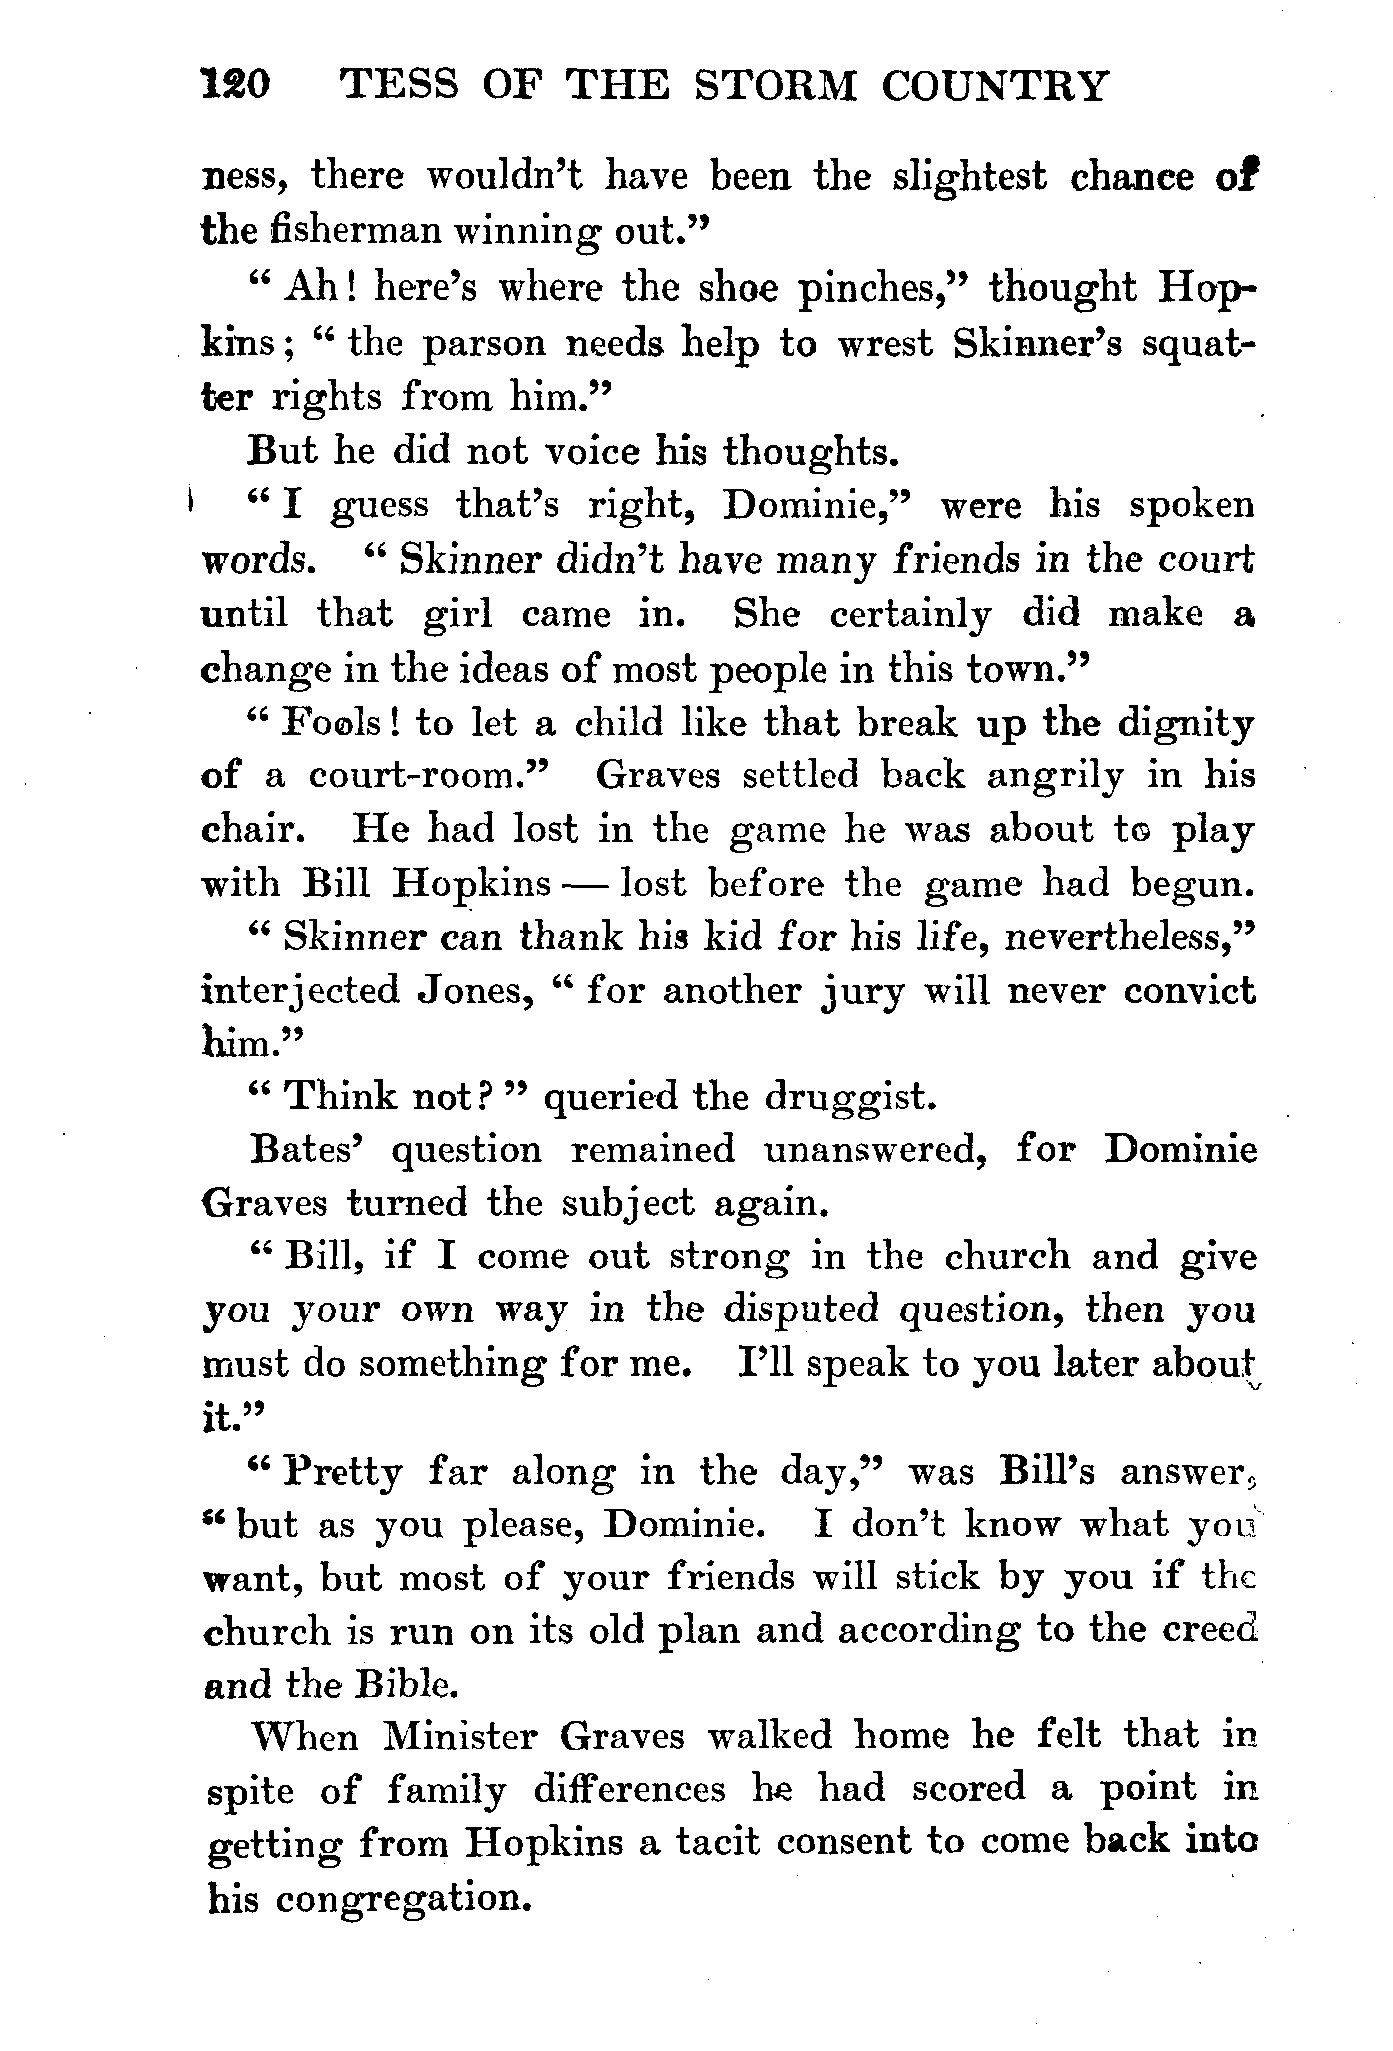 120 TESS OF THE STORM COUNTRY
ness, there wouldn't have been the slightest chance of
the fisherman winning out."
" Ah! here's where the shoe pinches," thought Hop-
kins; " the parson needs help to wrest Skinner's squat-
ter rights from him."
But he did not voice his thoughts.
" I guess that's right, Dominie," were his spoken
words. " Skinner didn't have many friends in the court
until that girl came in. She certainly did make a
change in the ideas of most people in this town."
" Fools! to let a child like that break up the dignity
of a court-room." Graves settled back angrily in his
chair. He had lost in the game he was about to play
with Bill Hopkins — lost before the game had begun.
" Skinner can thank his kid for his life, nevertheless,"
interjected Jones, " for another jury will never convict
him."
" Think not? " queried the druggist.
Bates' question remained unanswered, for Dominie
Graves turned the subject again.
" Bill, if I come out strong in the church and give
you your own way in the disputed question, then you
must do something for me. I'll speak to you later about
it."
" Pretty far along in the day," was Bill's answer,
" but as you please, Dominie. I don't know what you
want, but most of your friends will stick by you if the
church is run on its old plan and according to the creed
and the Bible.
When Minister Graves walked home he felt that in
spite of family differences he had scored a point in
getting from Hopkins a tacit consent to come back into
his congregation.